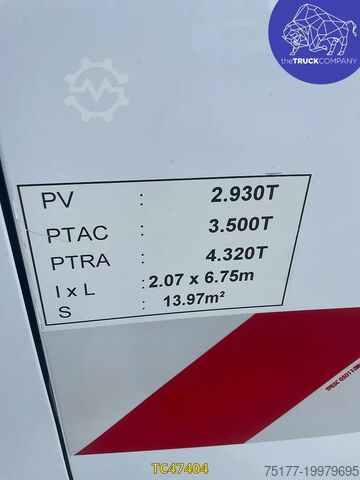 theTRUCKCOMPANY
PV : 2.930T
PTAC : 3.500T
PTRA : 4.320T
l x L : 2.07 x 6.75m
S : 13.97m²
TC47404
75177-19979695